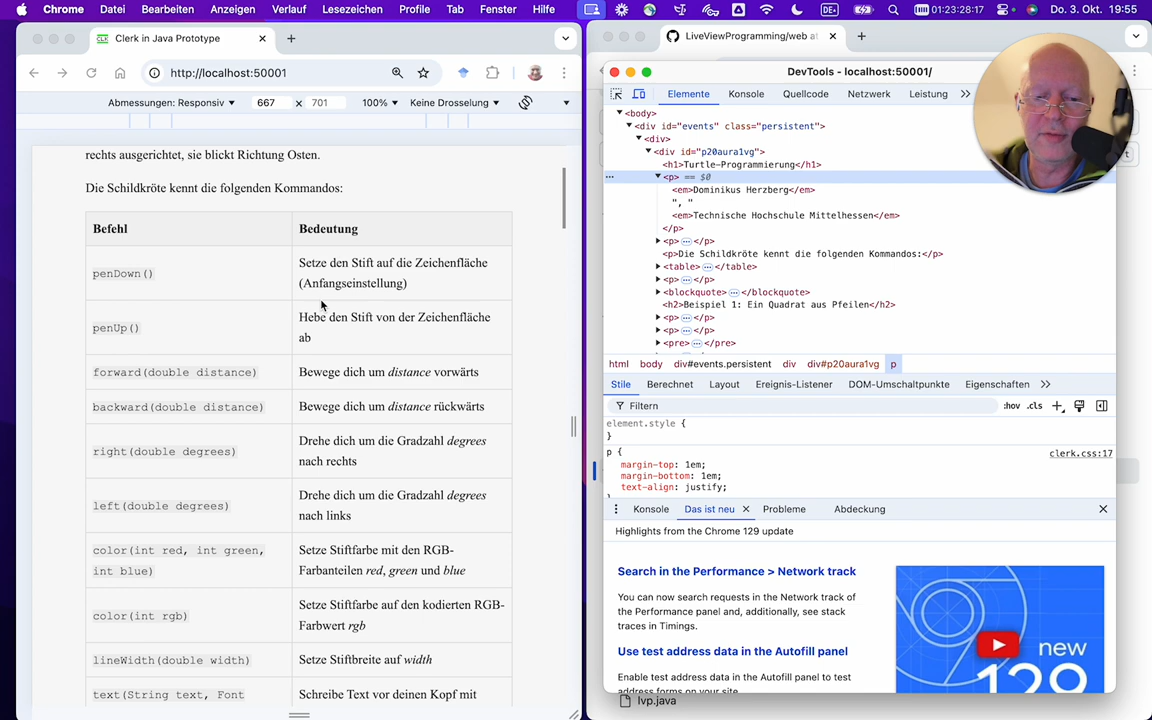 Chrome Datei Bearbeiten Anzeigen Verlauf Lesezeichen Profile Tab Fenster Hilfe DE+ 01:23:28:17 Do. 3. Okt. 19:55
Clerk in Java Prototype
http://localhost:50001
Abmessungen: Responsiv 667 × 701 100% Keine Drosselung
rechts ausgerichtet, sie blickt Richtung Osten.
Die Schildkröte kennt die folgenden Kommandos:
Befehl Bedeutung
penDown() Setze den Stift auf die Zeichenfläche
(Anfangseinstellung)
penUp() Hebe den Stift von der Zeichenfläche
ab
forward(double distance) Bewege dich um distance vorwärts
backward(double distance) Bewege dich um distance rückwärts
right(double degrees) Drehe dich um die Gradzahl degrees
nach rechts
left(double degrees) Drehe dich um die Gradzahl degrees
nach links
color(int red, int green, Setze Stiftfarbe mit den RGB-
int blue) Farbanteilen red, green und blue
color(int rgb) Setze Stiftfarbe auf den kodierten RGB-
Farbwert rgb
lineWidth(double width) Setze Stiftbreite auf width
text(String text, Font Schreibe Text vor deinen Kopf mit
LiveViewProgramming/web at
DevTools - localhost:50001/
Elemente Konsole Quellcode Netzwerk Leistung
<body>
<div id="events" class="persistent">
<div>
<div id="p20aura1vg">
<h1>Turtle-Programmierung</h1>
<p> == $0
<em>Dominikus Herzberg</em>
", "
<em>Technische Hochschule Mittelhessen</em>
</p>
<p> </p>
<p>Die Schildkröte kennt die folgenden Kommandos:</p>
<table> </table>
<p> </p>
<blockquote> </blockquote>
<h2>Beispiel 1: Ein Quadrat aus Pfeilen</h2>
<p> </p>
<p> </p>
<pre> </pre>
html body div#events.persistent div div#p20aura1vg p
Stile Berechnet Layout Ereignis-Listener DOM-Umschaltpunkte Eigenschaften
Filtern :hov .cls
element.style {
}
p { clerk.css:17
margin-top: 1em;
margin-bottom: 1em;
text-align: justify;
Konsole Das ist neu Probleme Abdeckung
Highlights from the Chrome 129 update
Search in the Performance > Network track
You can now search requests in the Network track of
the Performance panel and, additionally, see stack
traces in Timings.
Use test address data in the Autofill panel
Enable test address data in the Autofill panel to test
address forms on your site
new
129
lvp.java